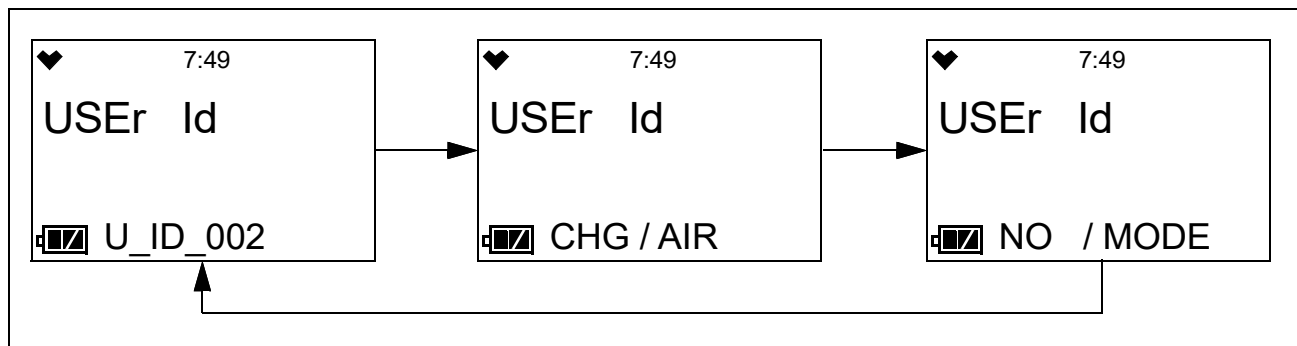 7:49
USEr Id
U_ID_002
7:49
USEr Id
CHG / AIR
7:49
USEr Id
NO / MODE